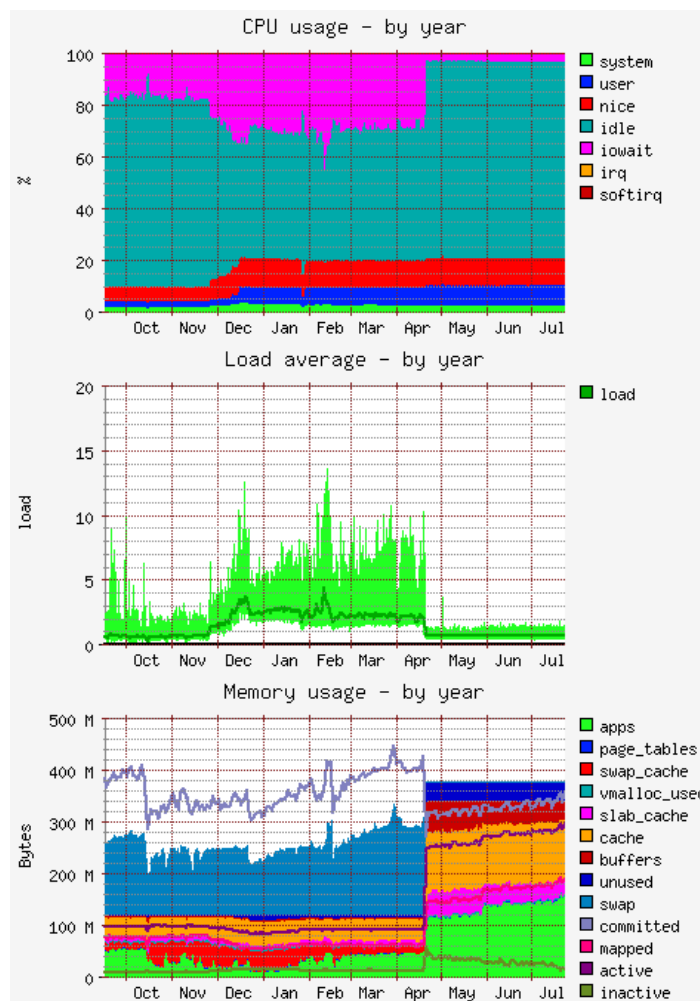 CPU usage - by year
100
80
60
40
20
0
%
Oct Nov Dec Jan Feb Mar Apr May Jun Jul
system
user
nice
idle
iowait
irq
softirq
Load average - by year
20
15
10
5
0
load
Oct Nov Dec Jan Feb Mar Apr May Jun Jul
load
Memory usage - by year
500 M
400 M
300 M
200 M
100 M
0
Bytes
Oct Nov Dec Jan Feb Mar Apr May Jun Jul
apps
page_tables
swap_cache
vmalloc_used
slab_cache
cache
buffers
unused
swap
committed
mapped
active
inactive